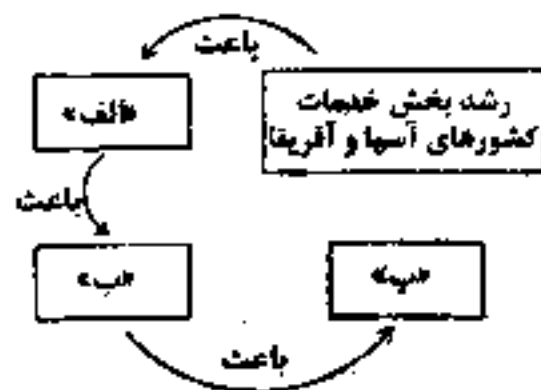 باعث
رشد بخش خدمات
کشورهای آسیا و آفریقا
«الف»
باعث
«ب»
«پ»
باعث